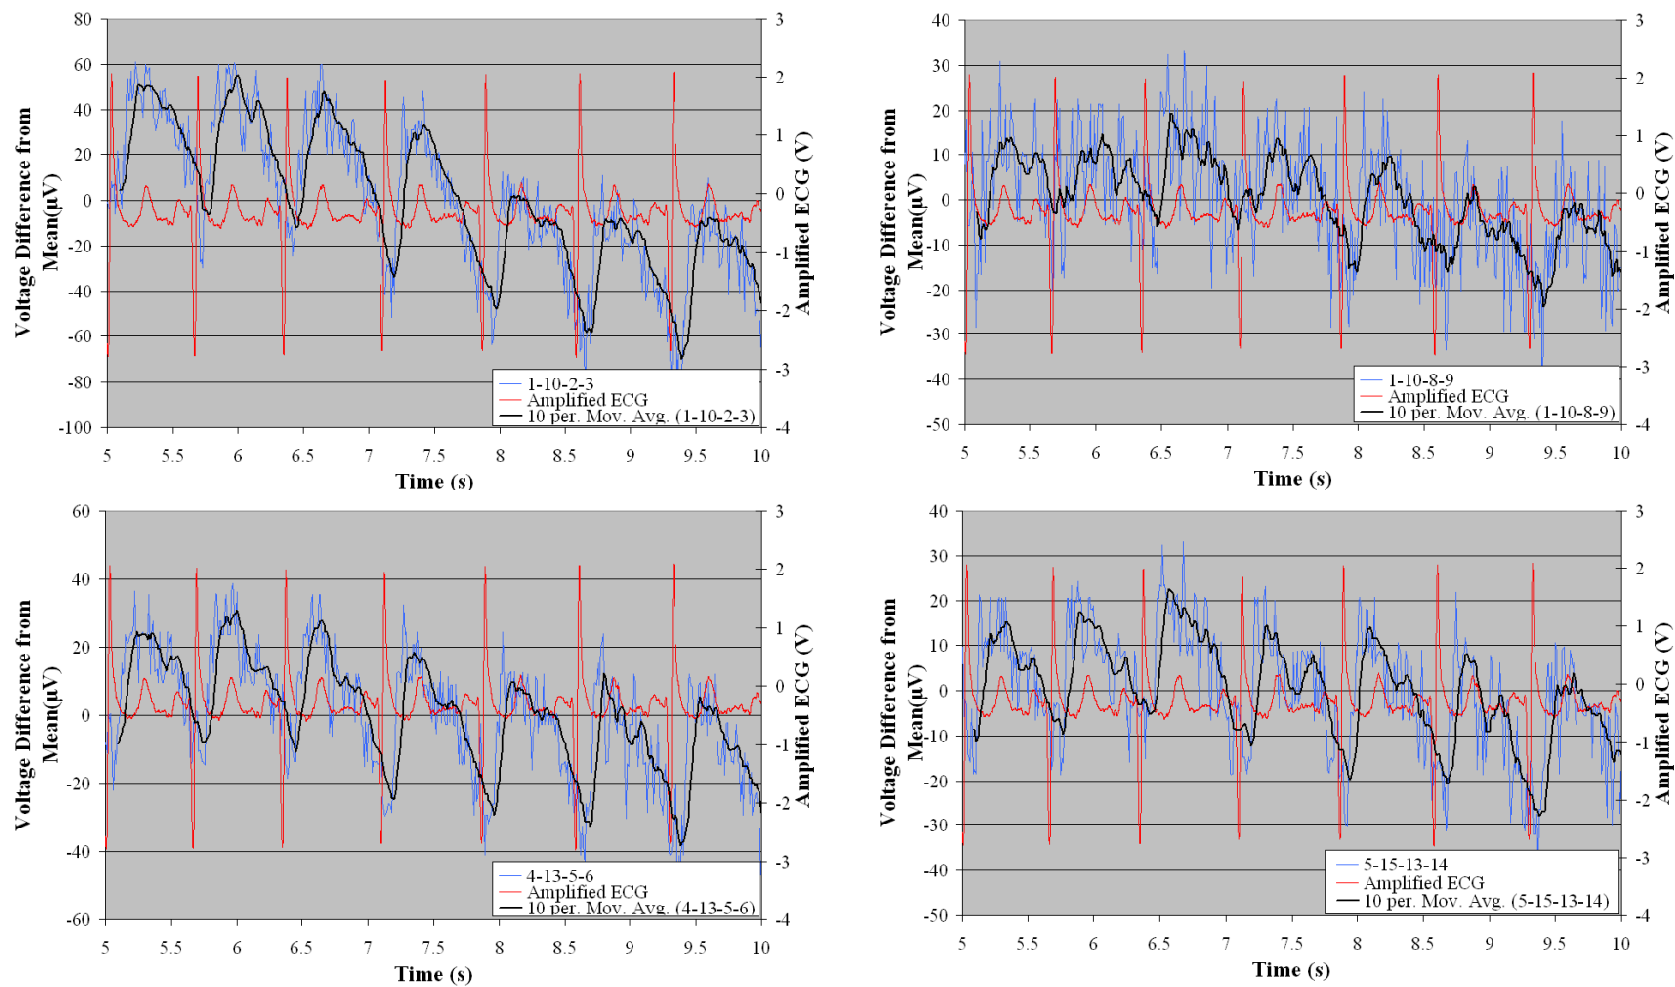 80
60
40
20
0
-20
-40
-60
-80
-100
3
2
1
0
-1
-2
-3
-4
Voltage Difference from
Mean(µV)
Amplified ECG (V)
1-10-2-3
Amplified ECG
10 per. Mov. Avg. (1-10-2-3)
5 5.5 6 6.5 7 7.5 8 8.5 9 9.5 10
Time (s)
40
30
20
10
0
-10
-20
-30
-40
-50
3
2
1
0
-1
-2
-3
-4
Voltage Difference from
Mean(µV)
Amplified ECG (V)
1-10-8-9
Amplified ECG
10 per. Mov. Avg. (1-10-8-9)
5 5.5 6 6.5 7 7.5 8 8.5 9 9.5 10
Time (s)
60
40
20
0
-20
-40
-60
3
2
1
0
-1
-2
-3
-4
Voltage Difference from
Mean(µV)
Amplified ECG (V)
4-13-5-6
Amplified ECG
10 per. Mov. Avg. (4-13-5-6)
5 5.5 6 6.5 7 7.5 8 8.5 9 9.5 10
Time (s)
40
30
20
10
0
-10
-20
-30
-40
-50
3
2
1
0
-1
-2
-3
-4
Voltage Difference from
Mean(µV)
Amplified ECG (V)
5-15-13-14
Amplified ECG
10 per. Mov. Avg. (5-15-13-14)
5 5.5 6 6.5 7 7.5 8 8.5 9 9.5 10
Time (s)